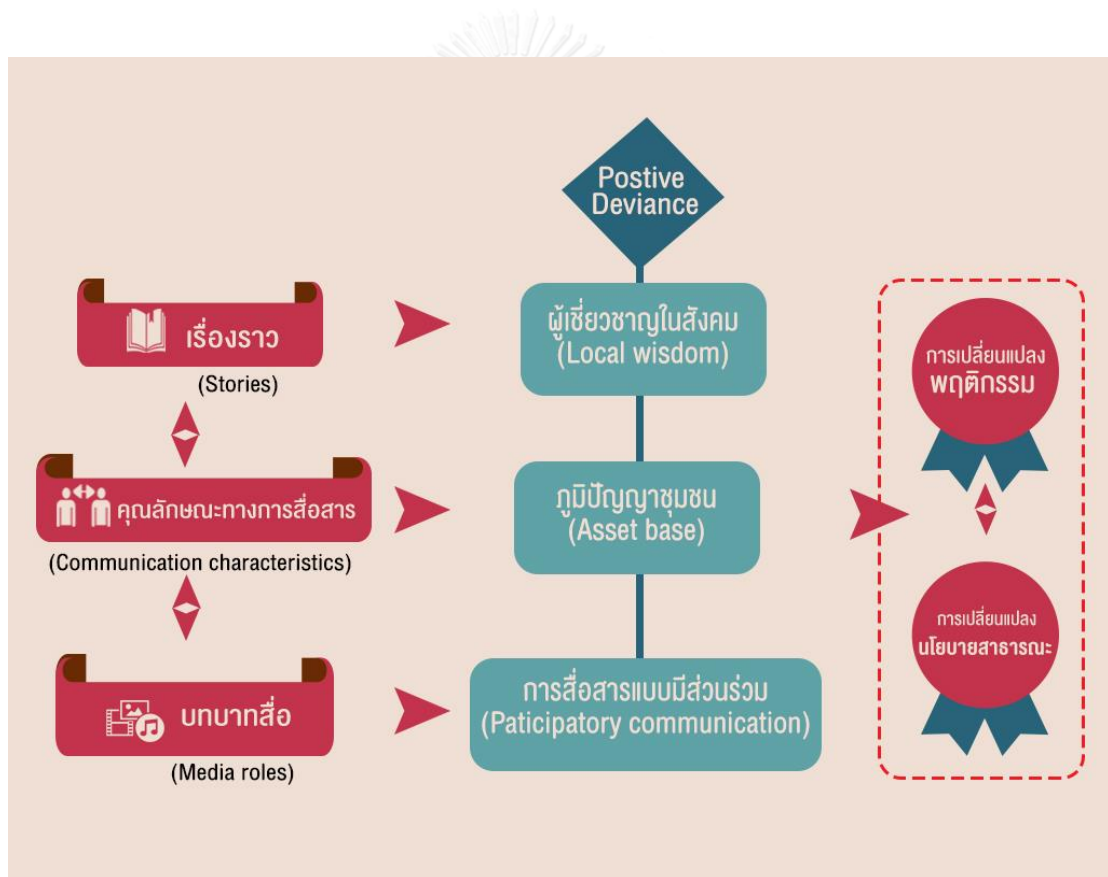 Postive
Deviance
เรื่องราว
(Stories)
คุณลักษณะทางการสื่อสาร
(Communication characteristics)
บทบาทสื่อ
(Media roles)
ผู้เชี่ยวชาญในสังคม
(Local wisdom)
ภูมิปัญญาชุมชน
(Asset base)
การสื่อสารแบบมีส่วนร่วม
(Paticipatory communication)
การเปลี่ยนแปลง
พฤติกรรม
การเปลี่ยนแปลง
นโยบายสาธารณะ